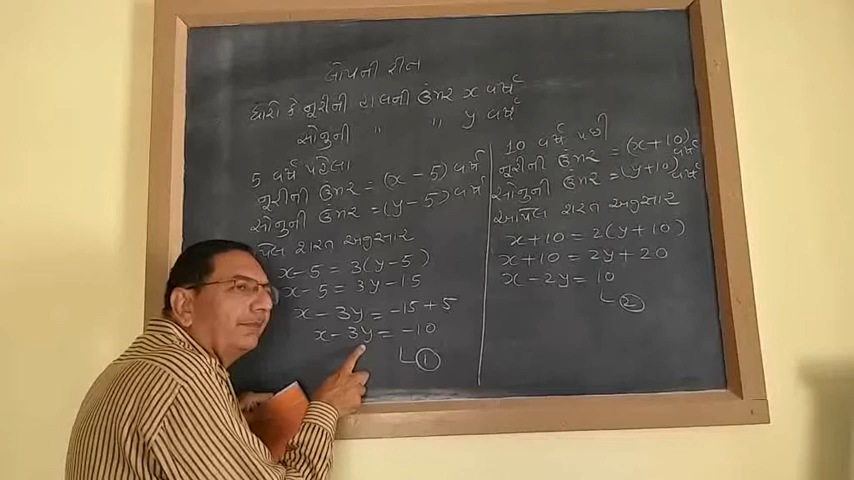 લોપની રીત
ધારો કે નૂરીની હાલની ઉંમર x વર્ષ
સોનુની " " y વર્ષ
5 વર્ષ પહેલા
નૂરીની ઉંમર = (x - 5) વર્ષ
સોનુની ઉંમર = (y - 5) વર્ષ
શરત અનુસાર
x - 5 = 3(y - 5)
x - 5 = 3y - 15
x - 3y = -15 + 5
x - 3y = -10
1
10 વર્ષ પછી
નૂરીની ઉંમર = (x + 10) વર્ષ
સોનુની ઉંમર = (y + 10) વર્ષ
આપેલ શરત અનુસાર
x + 10 = 2(y + 10)
x + 10 = 2y + 20
x - 2y = 10
2